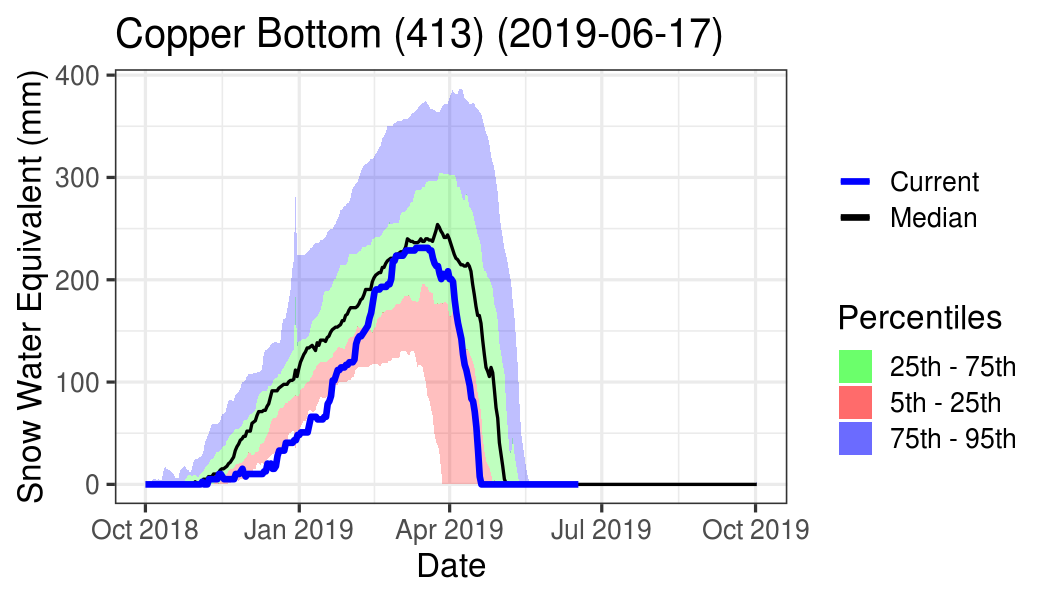 Copper Bottom (413) (2019-06-17)
Snow Water Equivalent (mm)
400
300
200
100
0
Oct 2018
Jan 2019
Apr 2019
Jul 2019
Oct 2019
Date
Current
Median
Percentiles
25th - 75th
5th - 25th
75th - 95th